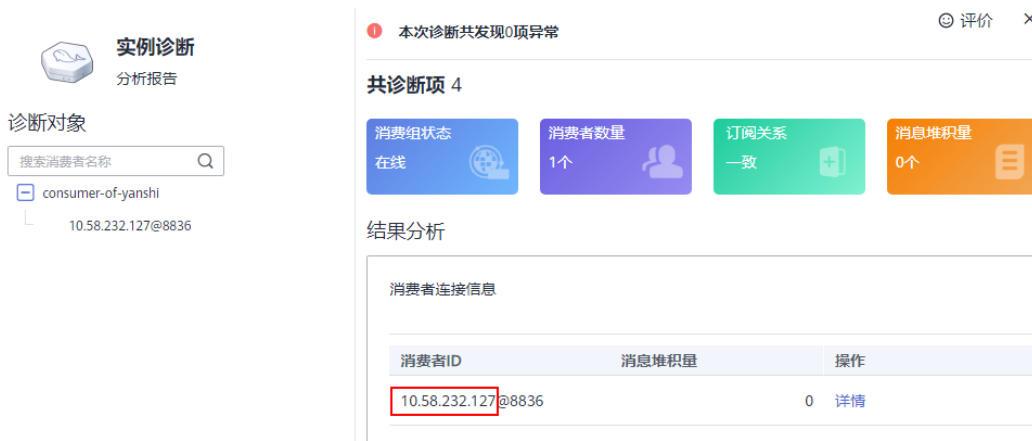 实例诊断
分析报告
诊断对象
搜索消费者名称
consumer-of-yanshi
10.58.232.127@8836
评价
本次诊断共发现0项异常
共诊断项 4
消费组状态
在线
消费者数量
1个
订阅关系
一致
消息堆积量
0个
结果分析
消费者连接信息
消费者ID 消息堆积量 操作
10.58.232.127@8836 0 详情